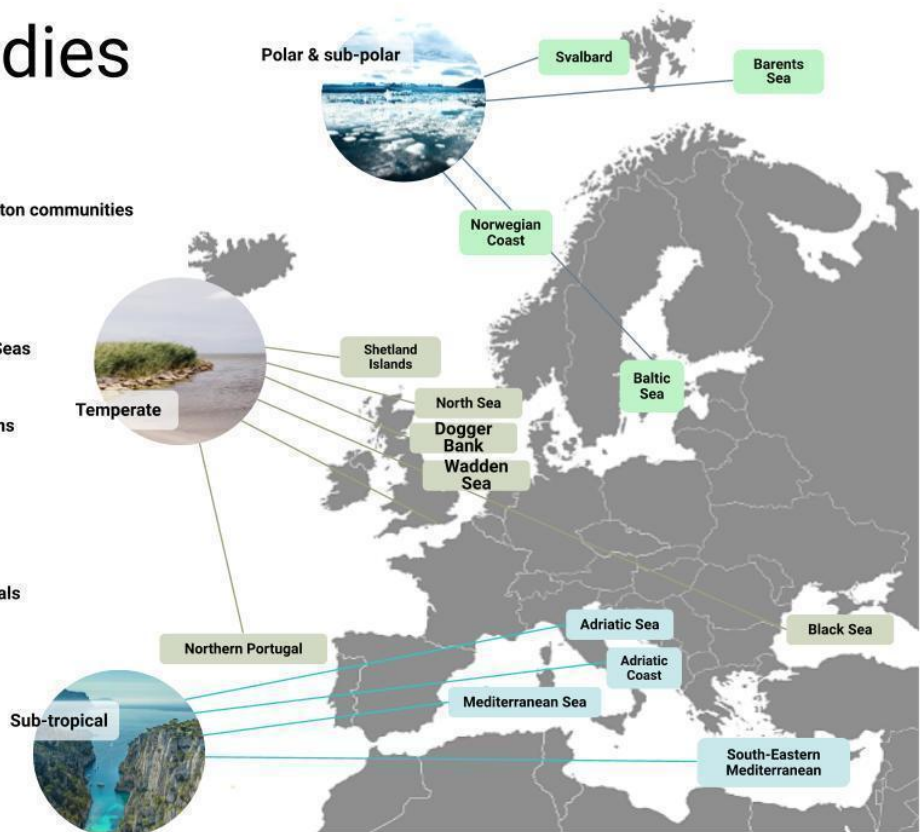 dies
Polar & sub-polar
Svalbard
Barents
Sea
ton communities
Norwegian
Coast
Seas
Shetland
Islands
Baltic
Sea
Temperate
North Sea
ns
Dogger
Bank
Wadden
Sea
als
Northern Portugal
Adriatic Sea
Black Sea
Adriatic
Coast
Sub-tropical
Mediterranean Sea
South-Eastern
Mediterranean